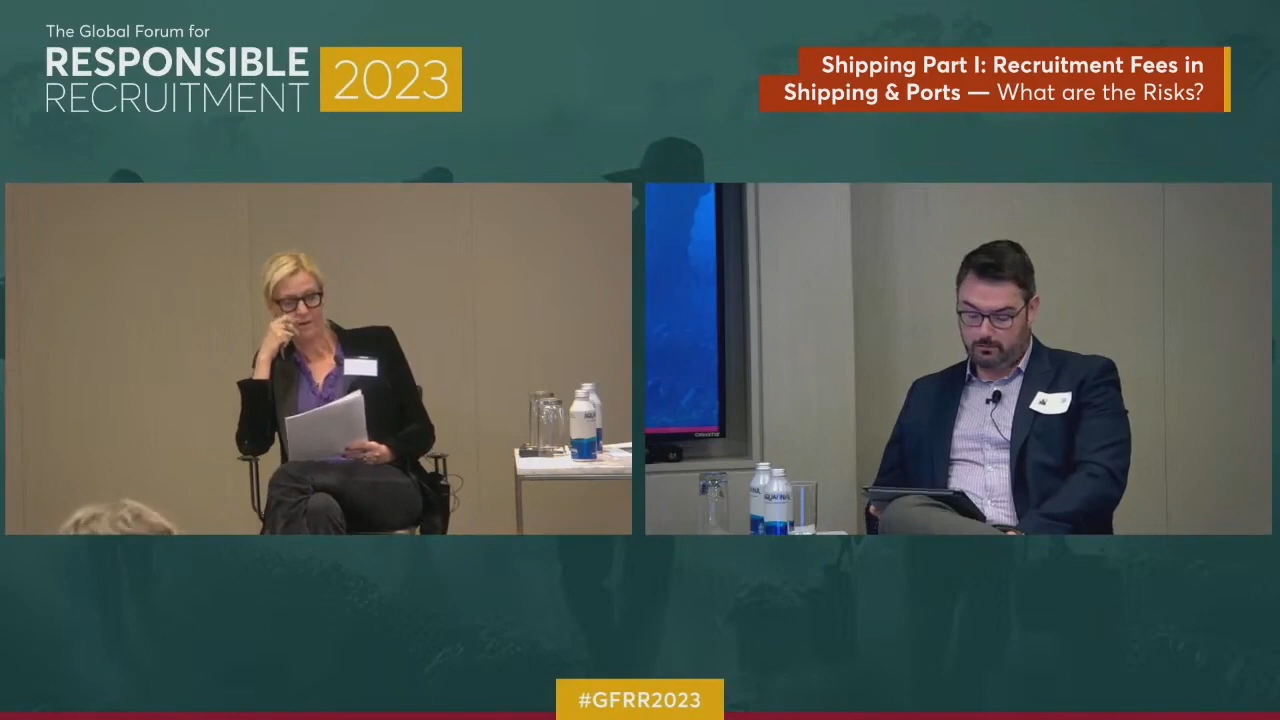 The Global Forum for
RESPONSIBLE
RECRUITMENT
2023
Shipping Part I: Recruitment Fees in
Shipping & Ports — What are the Risks?
#GFRR2023